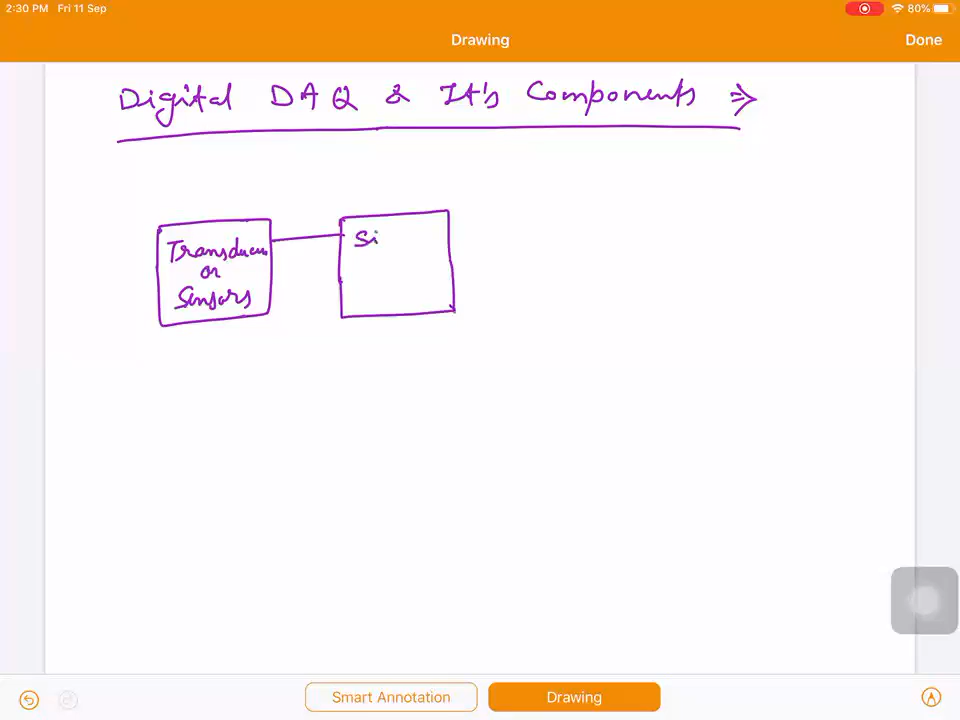 2:30 PM Fri 11 Sep
80%
Drawing
Done
Digital DAQ & It's Components ⇒
Transducers
or
Sensors
Si
Smart Annotation
Drawing